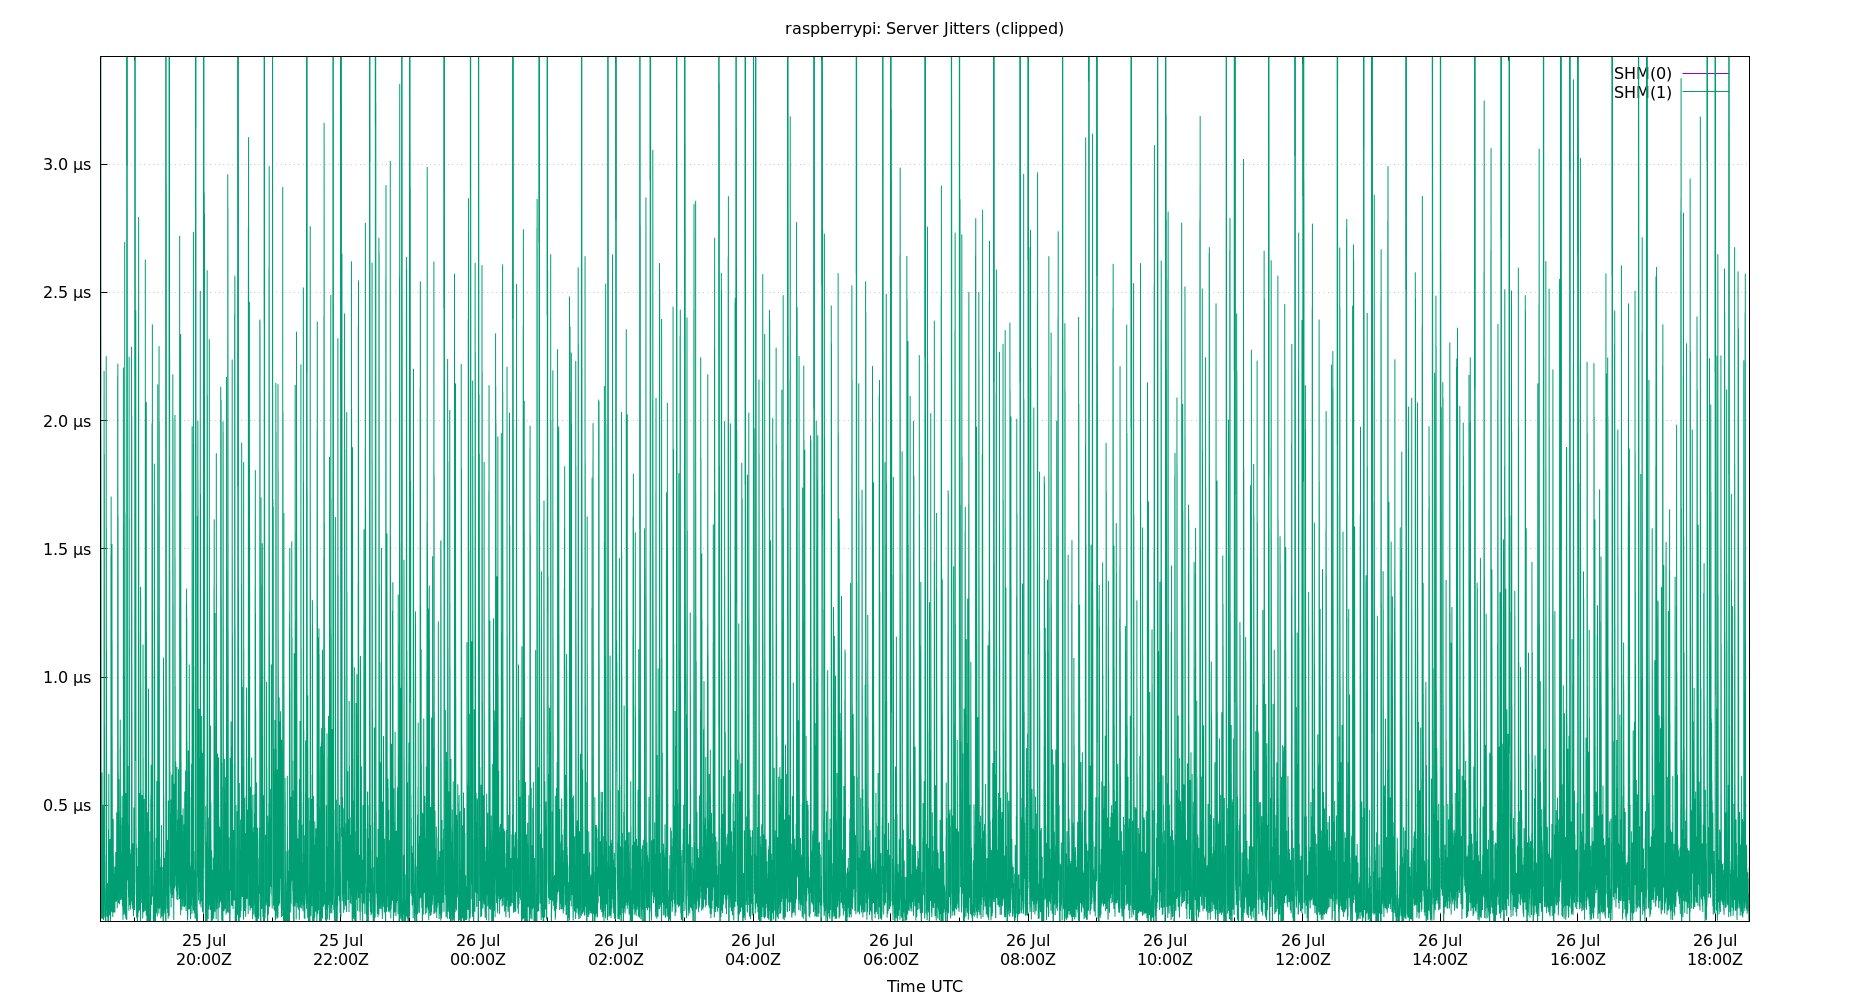 raspberrypi: Server Jitters (clipped)
SHM(0)
SHM(1)
3.0 µs
2.5 µs
2.0 µs
1.5 µs
1.0 µs
0.5 µs
25 Jul 25 Jul 26 Jul 26 Jul 26 Jul 26 Jul 26 Jul 26 Jul 26 Jul 26 Jul 26 Jul 26 Jul
20:00Z 22:00Z 00:00Z 02:00Z 04:00Z 06:00Z 08:00Z 10:00Z 12:00Z 14:00Z 16:00Z 18:00Z
Time UTC